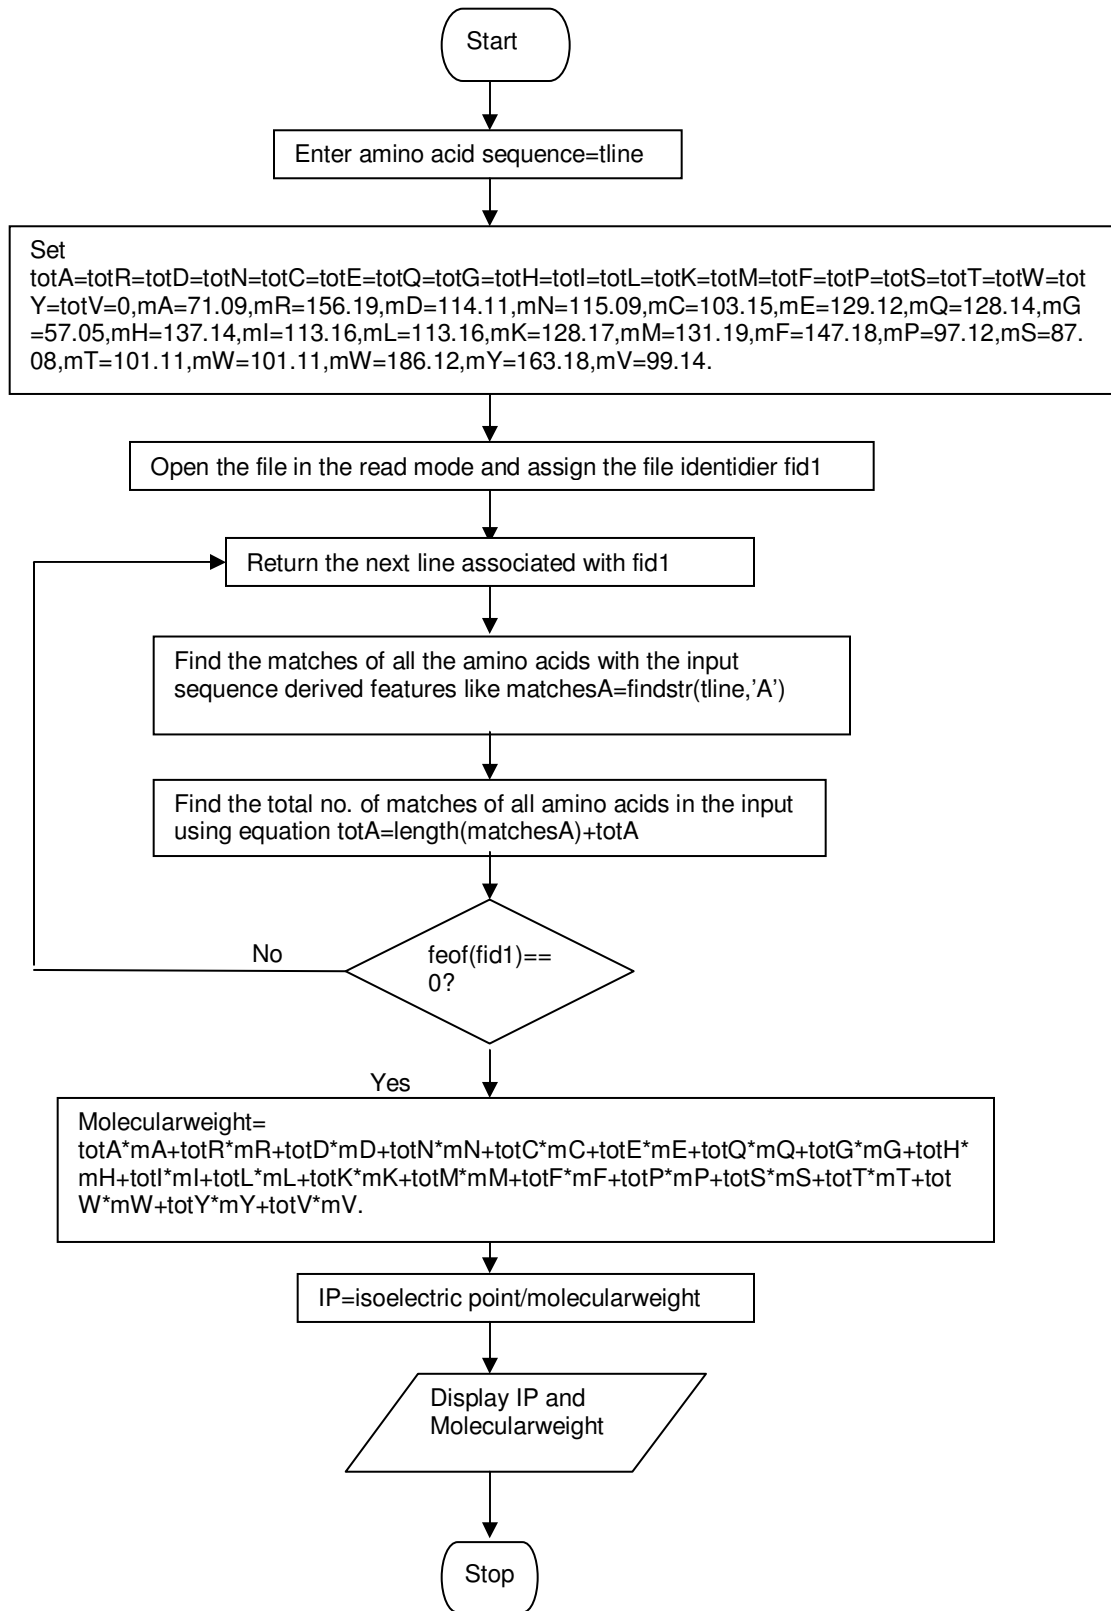 Start
Enter amino acid sequence=tline
Set
totA=totR=totD=totN=totC=totE=totQ=totG=totH=totI=totL=totK=totM=totF=totP=totS=totT=totW=tot
Y=totV=0,mA=71.09,mR=156.19,mD=114.11,mN=115.09,mC=103.15,mE=129.12,mQ=128.14,mG
=57.05,mH=137.14,mI=113.16,mL=113.16,mK=128.17,mM=131.19,mF=147.18,mP=97.12,mS=87.
08,mT=101.11,mW=101.11,mW=186.12,mY=163.18,mV=99.14.
Open the file in the read mode and assign the file identidier fid1
Return the next line associated with fid1
Find the matches of all the amino acids with the input
sequence derived features like matchesA=findstr(tline,'A')
Find the total no. of matches of all amino acids in the input
using equation totA=length(matchesA)+totA
No
feof(fid1)==
0?
Yes
Molecularweight=
totA*mA+totR*mR+totD*mD+totN*mN+totC*mC+totE*mE+totQ*mQ+totG*mG+totH*
mH+totI*mI+totL*mL+totK*mK+totM*mM+totF*mF+totP*mP+totS*mS+totT*mT+tot
W*mW+totY*mY+totV*mV.
IP=isoelectric point/molecularweight
Display IP and
Molecularweight
Stop